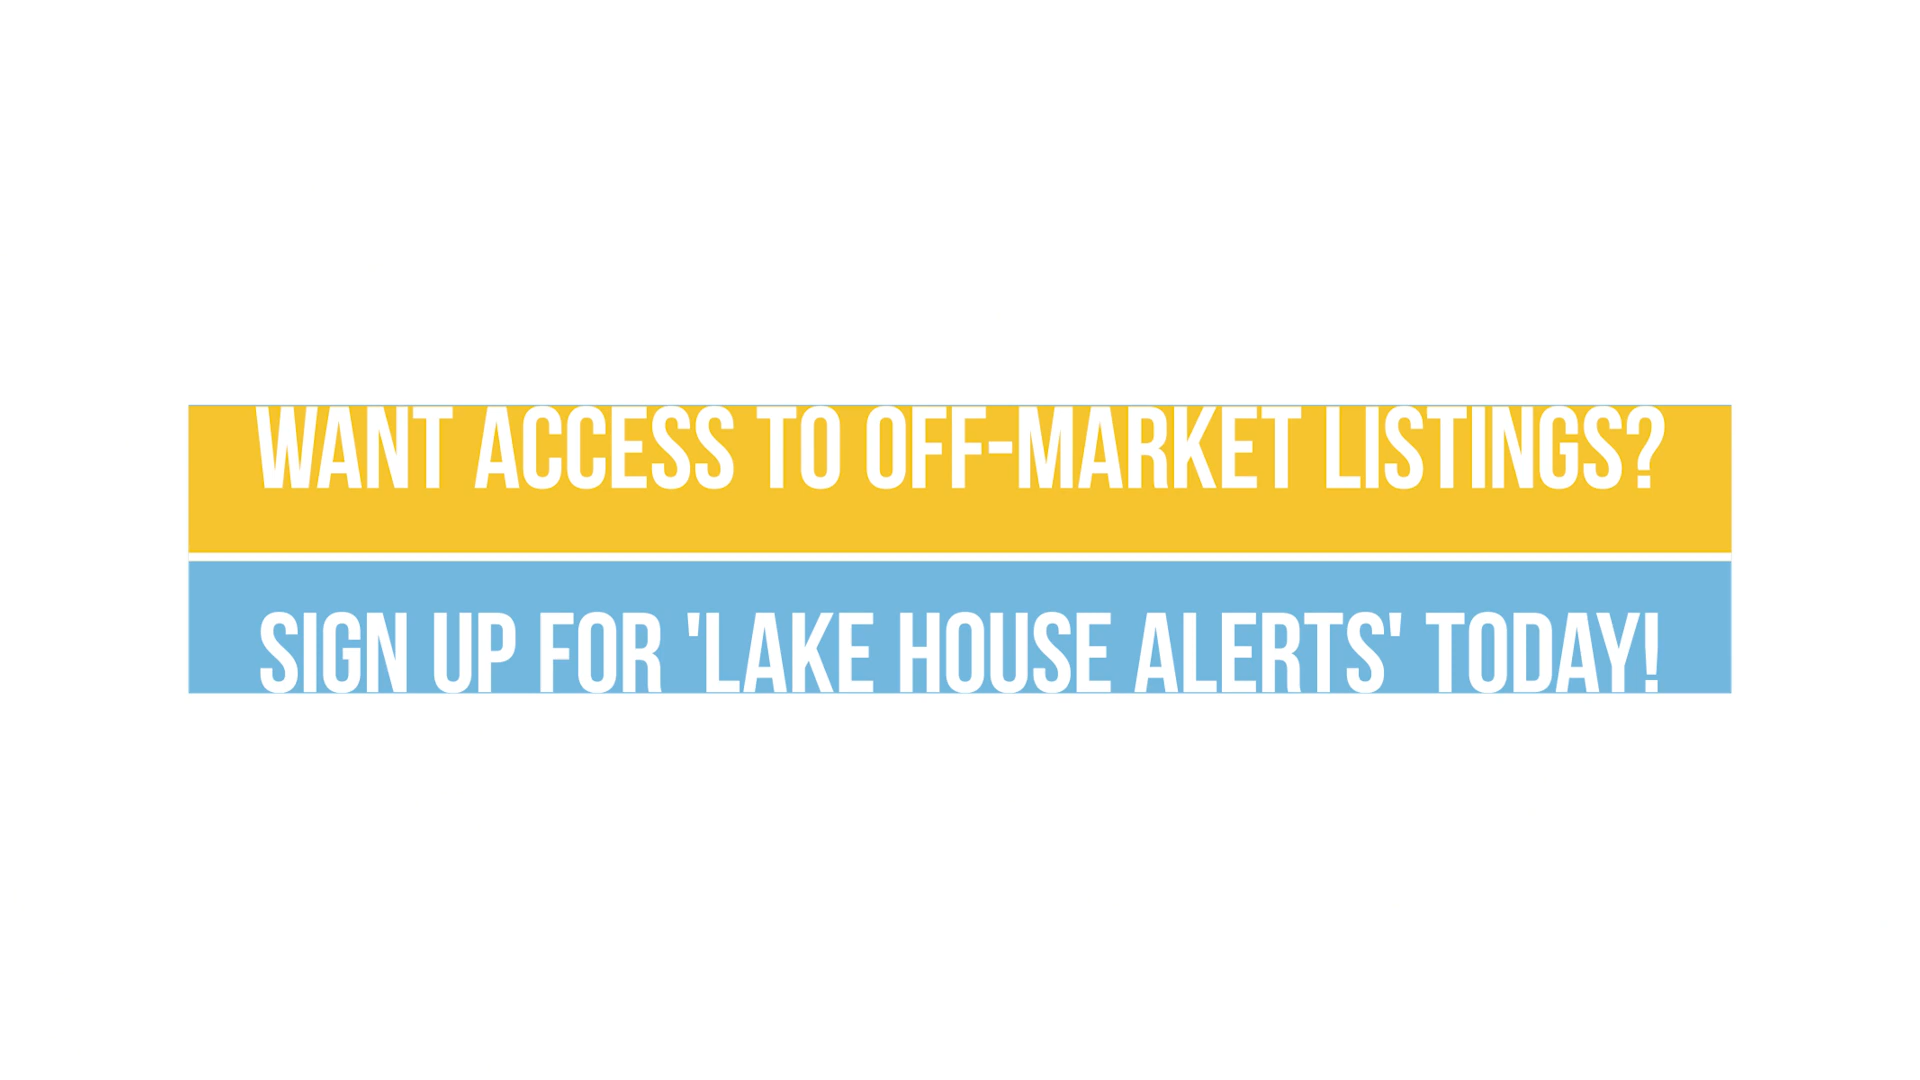 WANT ACCESS TO OFF-MARKET LISTINGS?
SIGN UP FOR 'LAKE HOUSE ALERTS' TODAY!